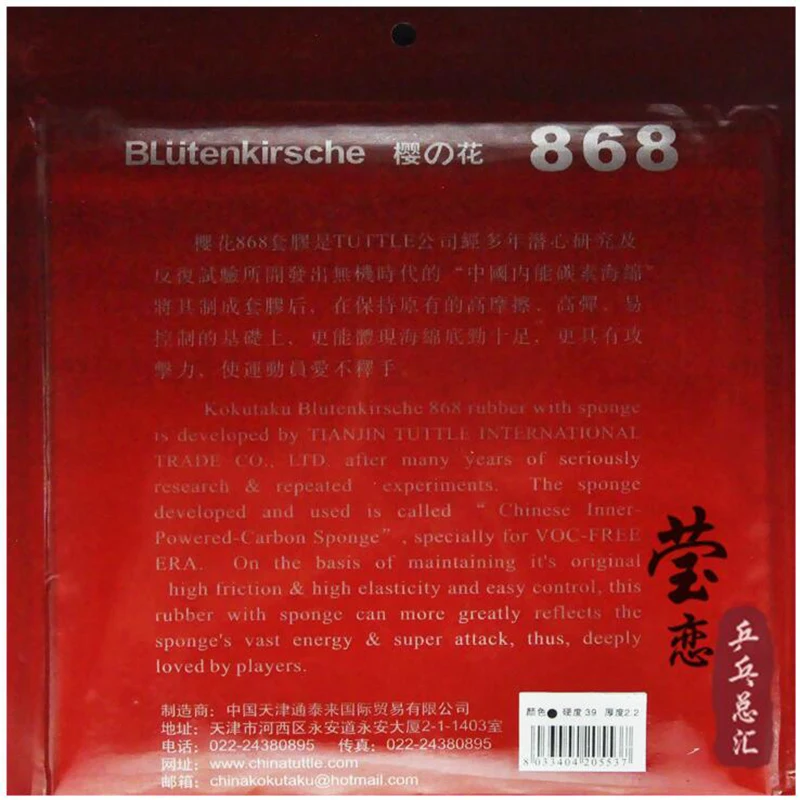 BLütenkirsche 樱の花 868
櫻花868套膠是TUTTLE公司經多年潛心研究及
反復試驗所開發出無機時代的“中國内能碳素海綿”
將其制成套膠后，在保持原有的高摩擦、高彈、易
控制的基礎上，更能體現海綿底勁十足，更具有攻
擊力，使運動員愛不釋手。
Kokutaku Blutenkirsche 868 rubber with sponge
is developed by TIANJIN TUTTLE INTERNATIONAL
TRADE CO., LTD. after many years of seriously
research & repeated experiments. The sponge
developed and used is called “Chinese Inner-
Powered-Carbon Sponge”, specially for VOC-FREE
ERA. On the basis of maintaining it's original
high friction & high elasticity and easy control, this
rubber with sponge can more greatly reflects the
sponge's vast energy & super attack, thus, deeply
loved by players.
制造商：中国天津通泰来国际贸易有限公司
地址：天津市河西区永安道永安大厦2-1-1403室
电话：022-24380895 传真：022-24380895
网址：www.chinatuttle.com
邮箱：chinakokutaku@hotmail.com
颜色● 硬度39 厚度2.2
8033404205537
莹恋
乒乓总汇